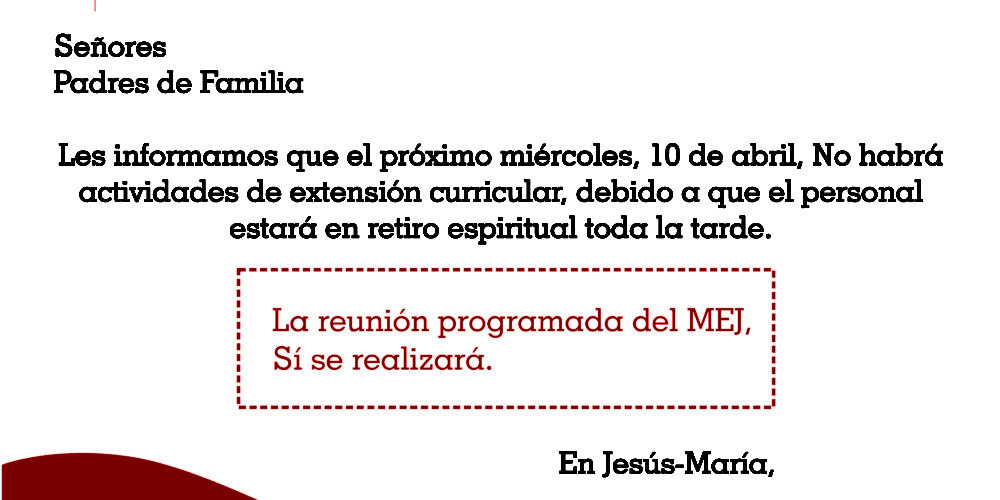 Señores
Padres de Familia
Les informamos que el próximo miércoles, 10 de abril, No habrá
actividades de extensión curricular, debido a que el personal
estará en retiro espiritual toda la tarde.
La reunión programada del MEJ,
Sí se realizará.
En Jesús-María,